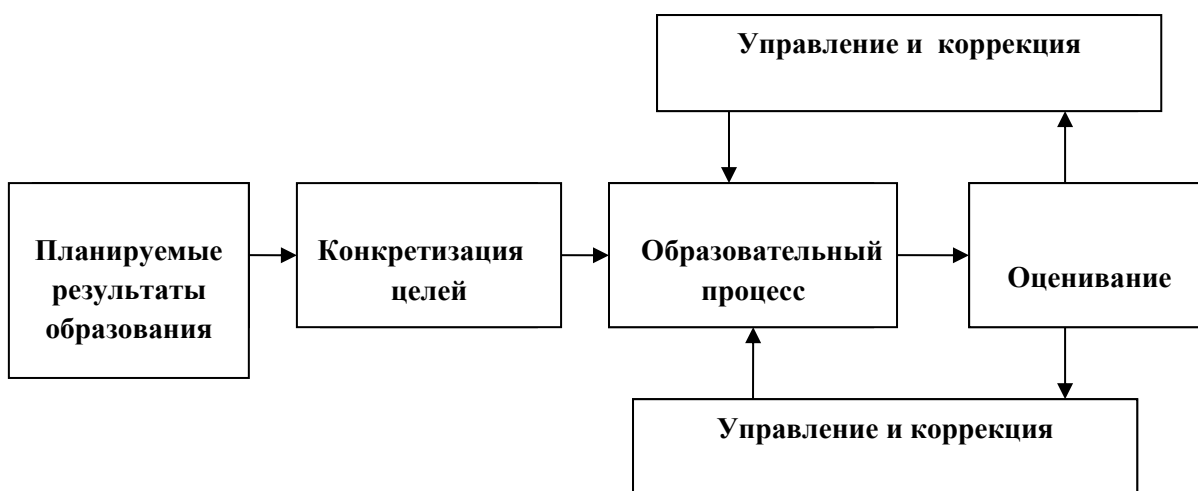 Управление и коррекция
Планируемые
результаты
образования
Конкретизация
целей
Образовательный
процесс
Оценивание
Управление и коррекция